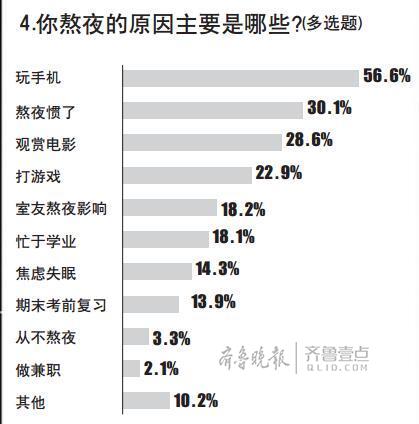 4.你熬夜的原因主要是哪些?(多选题)
玩手机 56.6%
熬夜惯了 30.1%
观赏电影 28.6%
打游戏 22.9%
室友熬夜影响 18.2%
忙于学业 18.1%
焦虑失眠 14.3%
期末考前复习 13.9%
从不熬夜 3.3%
做兼职 2.1%
其他 10.2%
齐鲁晚报 齐鲁壹点
QLID.COM